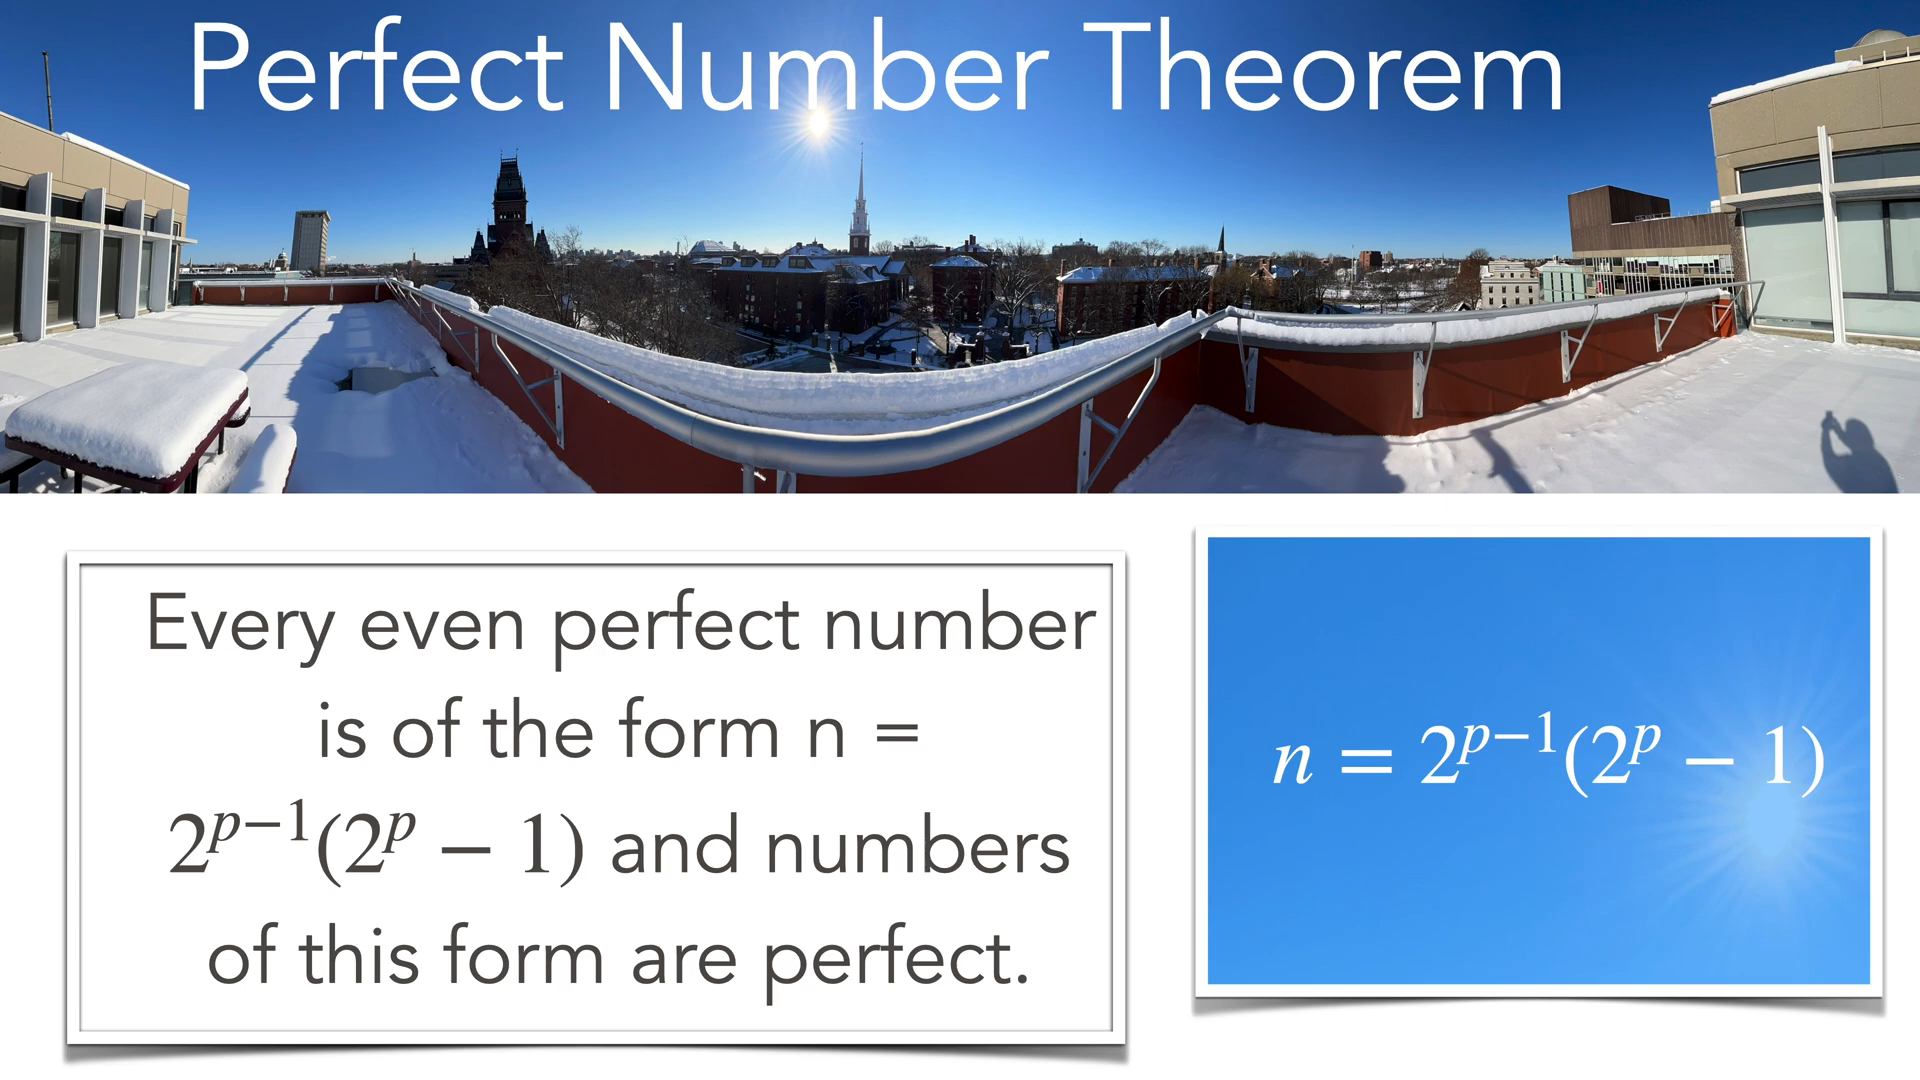 Perfect Number Theorem
Every even perfect number
is of the form n =
2^{p−1}(2^p − 1) and numbers
of this form are perfect.
n = 2^{p−1}(2^p − 1)